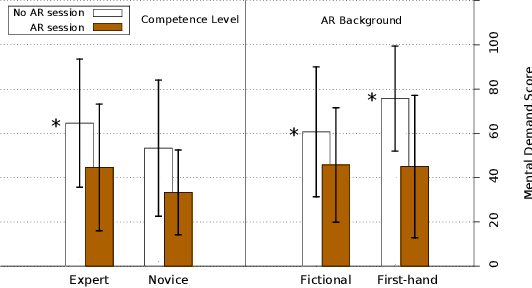 No AR session
AR session
Competence Level
AR Background
*
*
*
120
100
80
60
40
20
0
Mental Demand Score
Expert
Novice
Fictional
First-hand